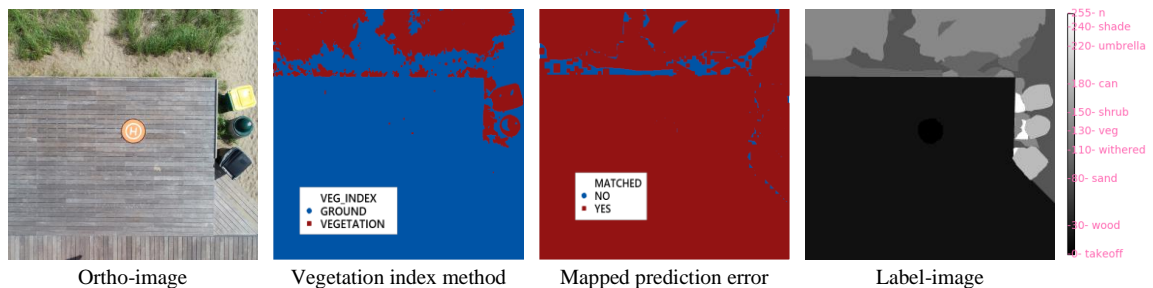 255- n
240- shade
220- umbrella
180- can
150- shrub
130- veg
110- withered
80- sand
30- wood
0- takeoff
H
VEG_INDEX
GROUND
VEGETATION
MATCHED
NO
YES
Ortho-image
Vegetation index method
Mapped prediction error
Label-image